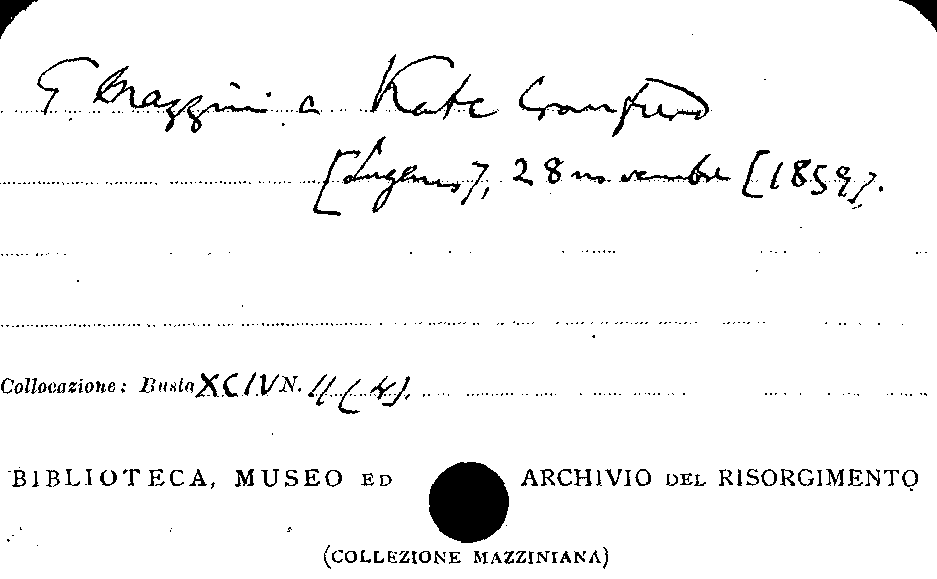 G Mazzini a Kate Craufurd
[Lugano], 28 novembre [1859].
Collocazione: Busta XCIV N. 11 (4).
BIBLIOTECA, MUSEO ED ARCHIVIO DEL RISORGIMENTO
(COLLEZIONE MAZZINIANA)